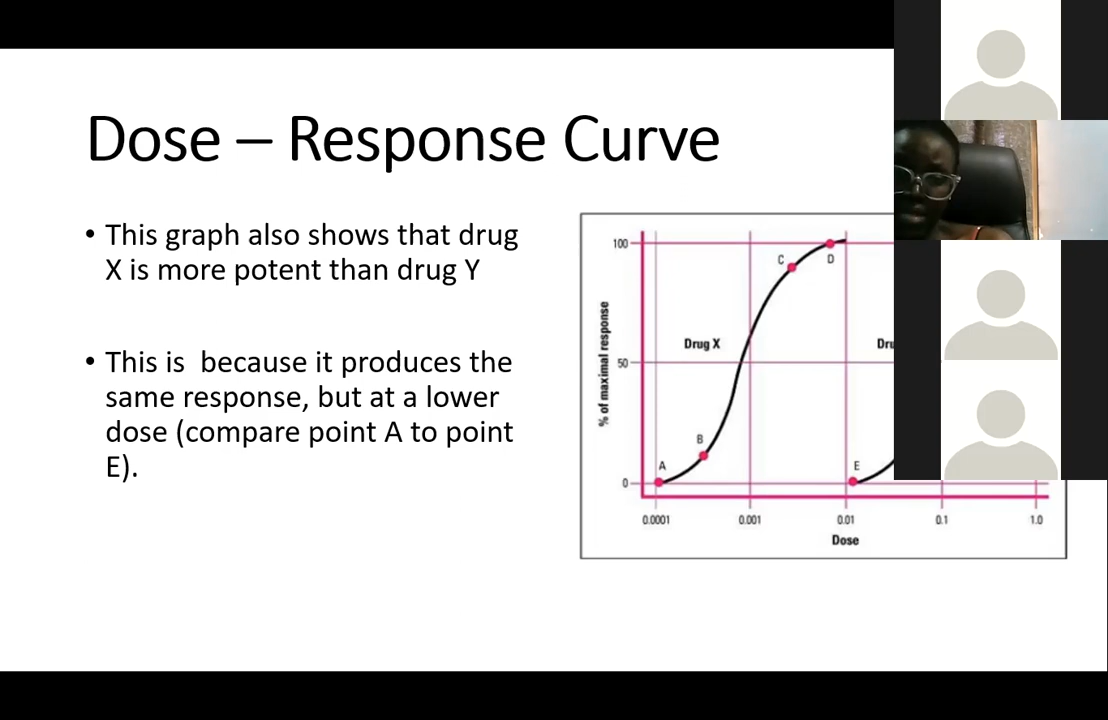 Dose – Response Curve
• This graph also shows that drug
X is more potent than drug Y
• This is  because it produces the
same response, but at a lower
dose (compare point A to point
E).
100
C
D
% of maximal response
Drug X
50
B
A
E
0
0.0001
0.001
0.01
0.1
1.0
Dose